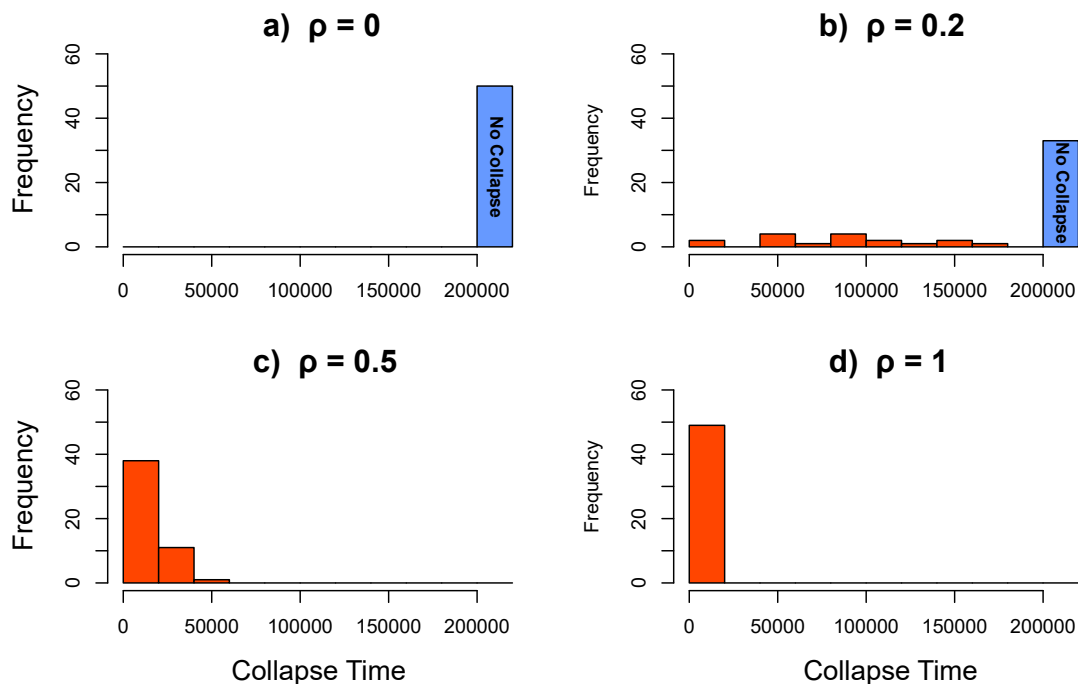 a)  ρ = 0
Frequency
60
40
20
0
No Collapse
0 50000 100000 150000 200000
b)  ρ = 0.2
Frequency
60
40
20
0
No Collapse
0 50000 100000 150000 200000
c)  ρ = 0.5
Frequency
60
40
20
0
0 50000 100000 150000 200000
Collapse Time
d)  ρ = 1
Frequency
60
40
20
0
0 50000 100000 150000 200000
Collapse Time